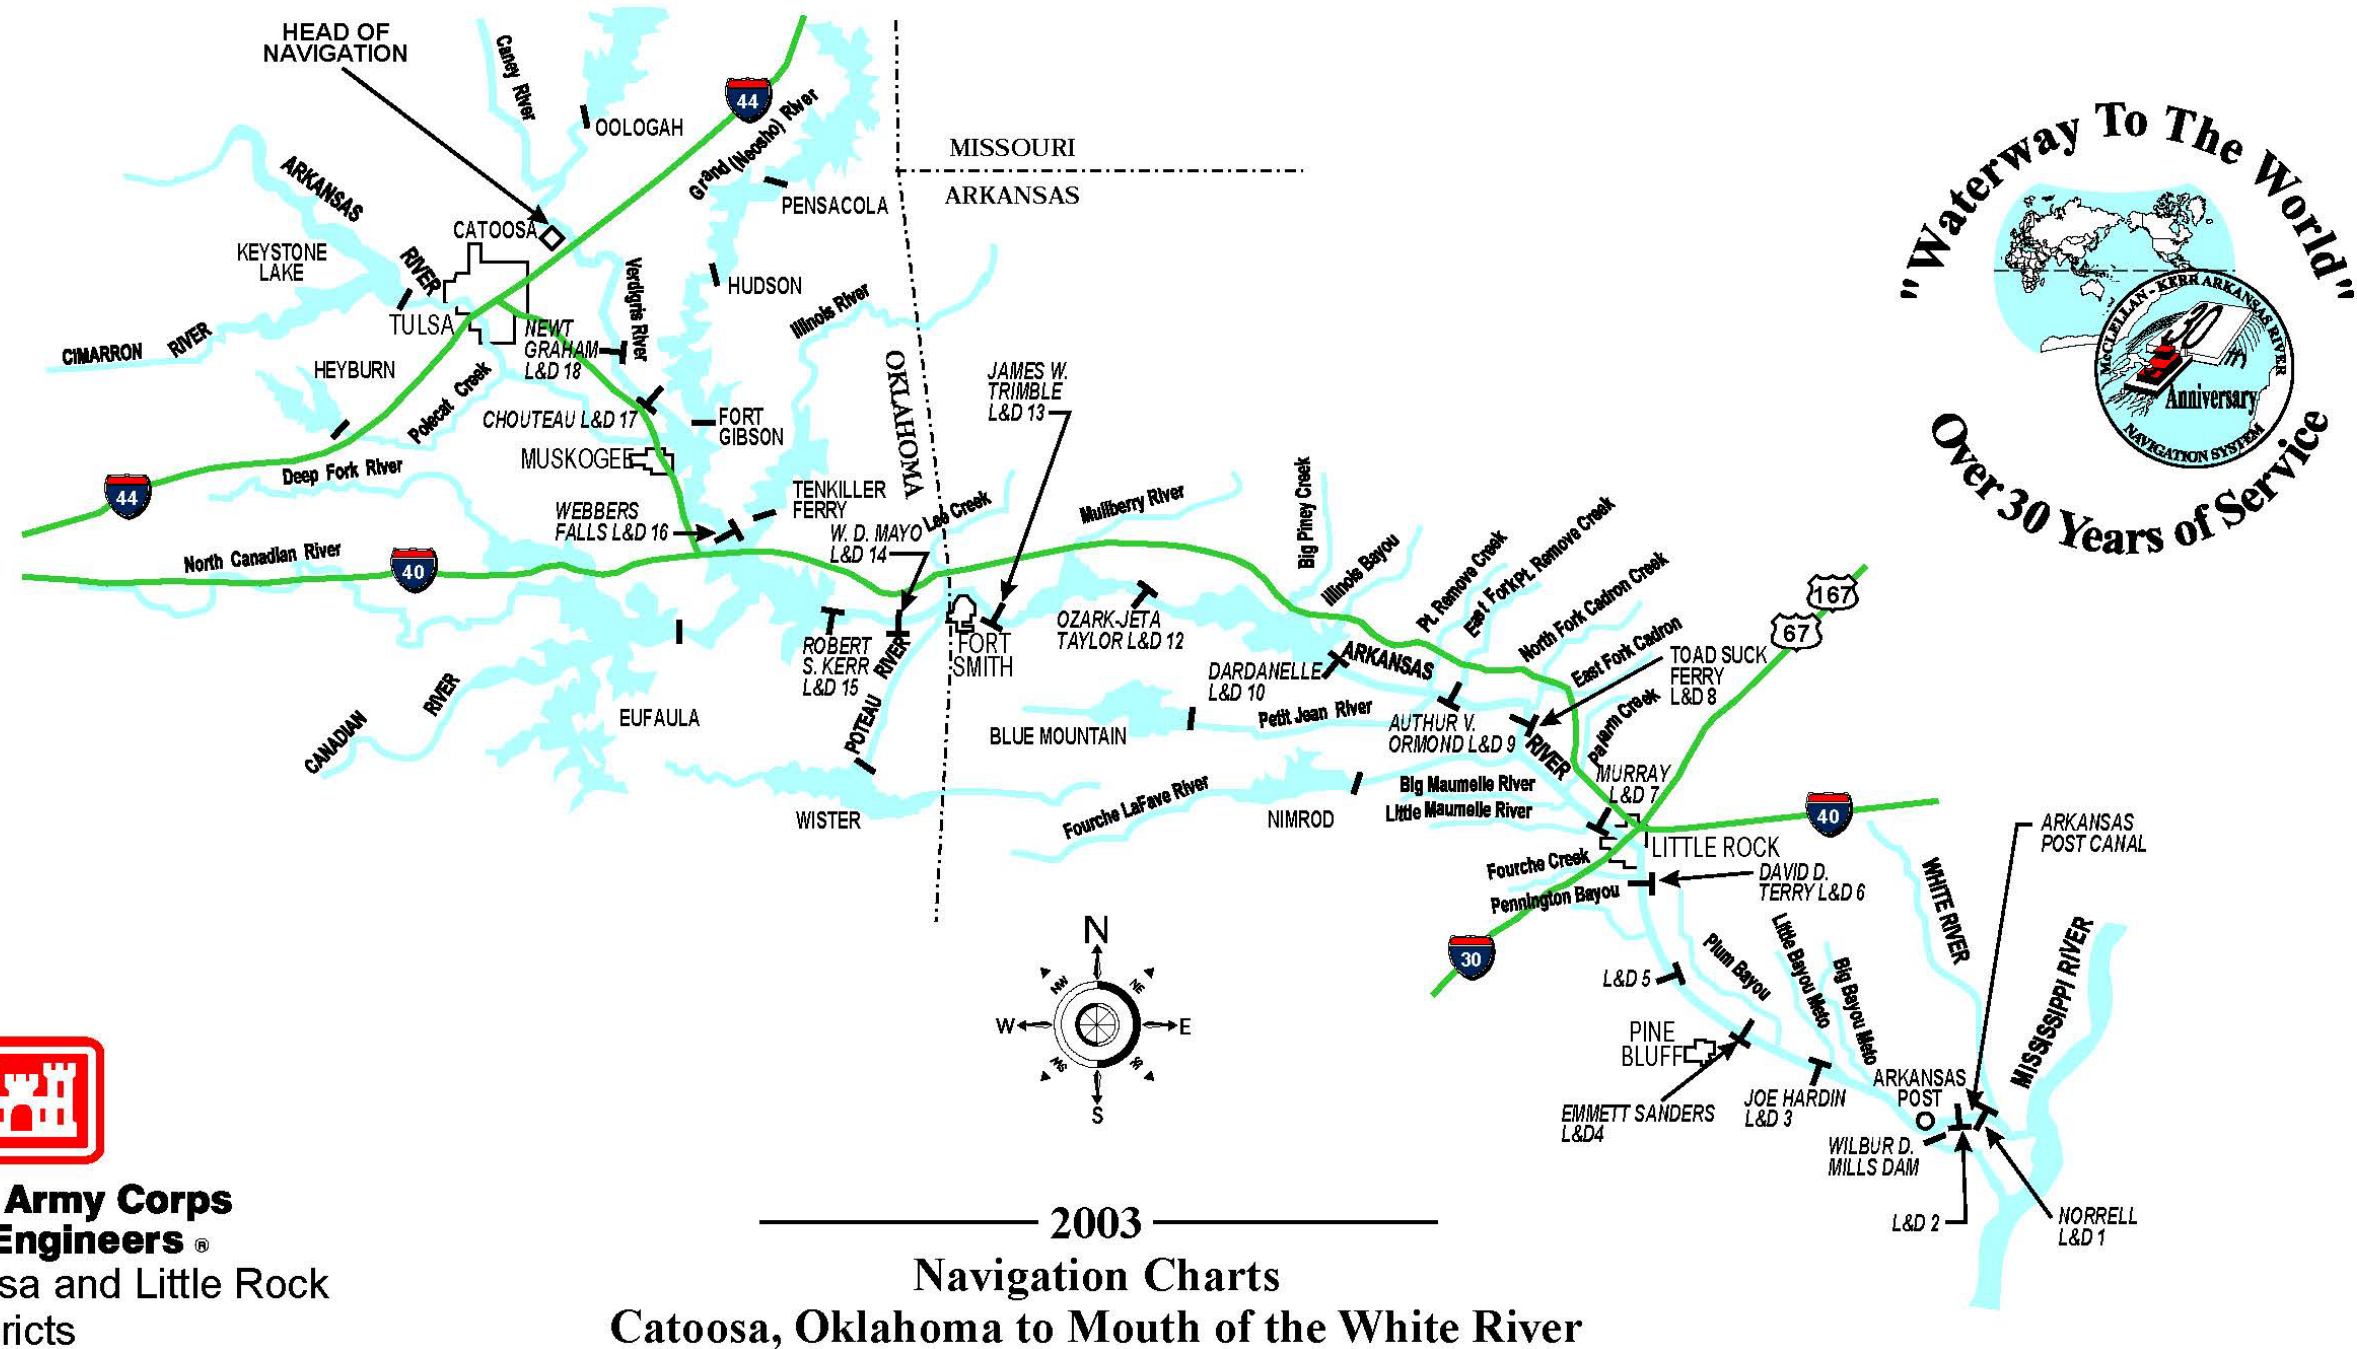 HEAD OF
NAVIGATION
Caney River
OOLOGAH
44
Grand (Neosho) River
PENSACOLA
MISSOURI
ARKANSAS
ARKANSAS
RIVER
KEYSTONE
LAKE
CATOOSA
TULSA
CIMARRON RIVER
HEYBURN
Polecat Creek
NEWT
GRAHAM
L&D 18
Verdigris River
HUDSON
Illinois River
OKLAHOMA
CHOUTEAU L&D 17
FORT
GIBSON
MUSKOGEE
44
Deep Fork River
WEBBERS
FALLS L&D 16
TENKILLER
FERRY
W. D. MAYO
L&D 14
Lee Creek
JAMES W.
TRIMBLE
L&D 13
Mullberry River
North Canadian River
40
CANADIAN RIVER
EUFAULA
ROBERT
S. KERR
L&D 15
POTEAU RIVER
FORT
SMITH
WISTER
OZARK-JETA
TAYLOR L&D 12
Big Piney Creek
Illinois Bayou
Pt. Remove Creek
East ForkPt. Remove Creek
North Fork Cadron Creek
East Fork Cadron
DARDANELLE
L&D 10
ARKANSAS
RIVER
BLUE MOUNTAIN
Petit Jean River
AUTHUR V.
ORMOND L&D 9
TOAD SUCK
FERRY
L&D 8
Palarm Creek
167
67
Fourche LaFave River
NIMROD
Big Maumelle River
Little Maumelle River
MURRAY
L&D 7
40
LITTLE ROCK
Fourche Creek
Pennington Bayou
DAVID D.
TERRY L&D 6
30
L&D 5
Plum Bayou
Little Bayou Meto
Big Bayou Meto
WHITE RIVER
MISSISSIPPI RIVER
ARKANSAS
POST CANAL
PINE
BLUFF
EMMETT SANDERS
L&D4
JOE HARDIN
L&D 3
ARKANSAS
POST
WILBUR D.
MILLS DAM
L&D 2
NORRELL
L&D 1
"Waterway To The World"
McCLELLAN - KERR ARKANSAS RIVER
30
Anniversary
NAVIGATION SYSTEM
Over 30 Years of Service
N
NW
NE
W
E
SW
SE
S
Army Corps
Engineers ®
sa and Little Rock
ricts
2003
Navigation Charts
Catoosa, Oklahoma to Mouth of the White River